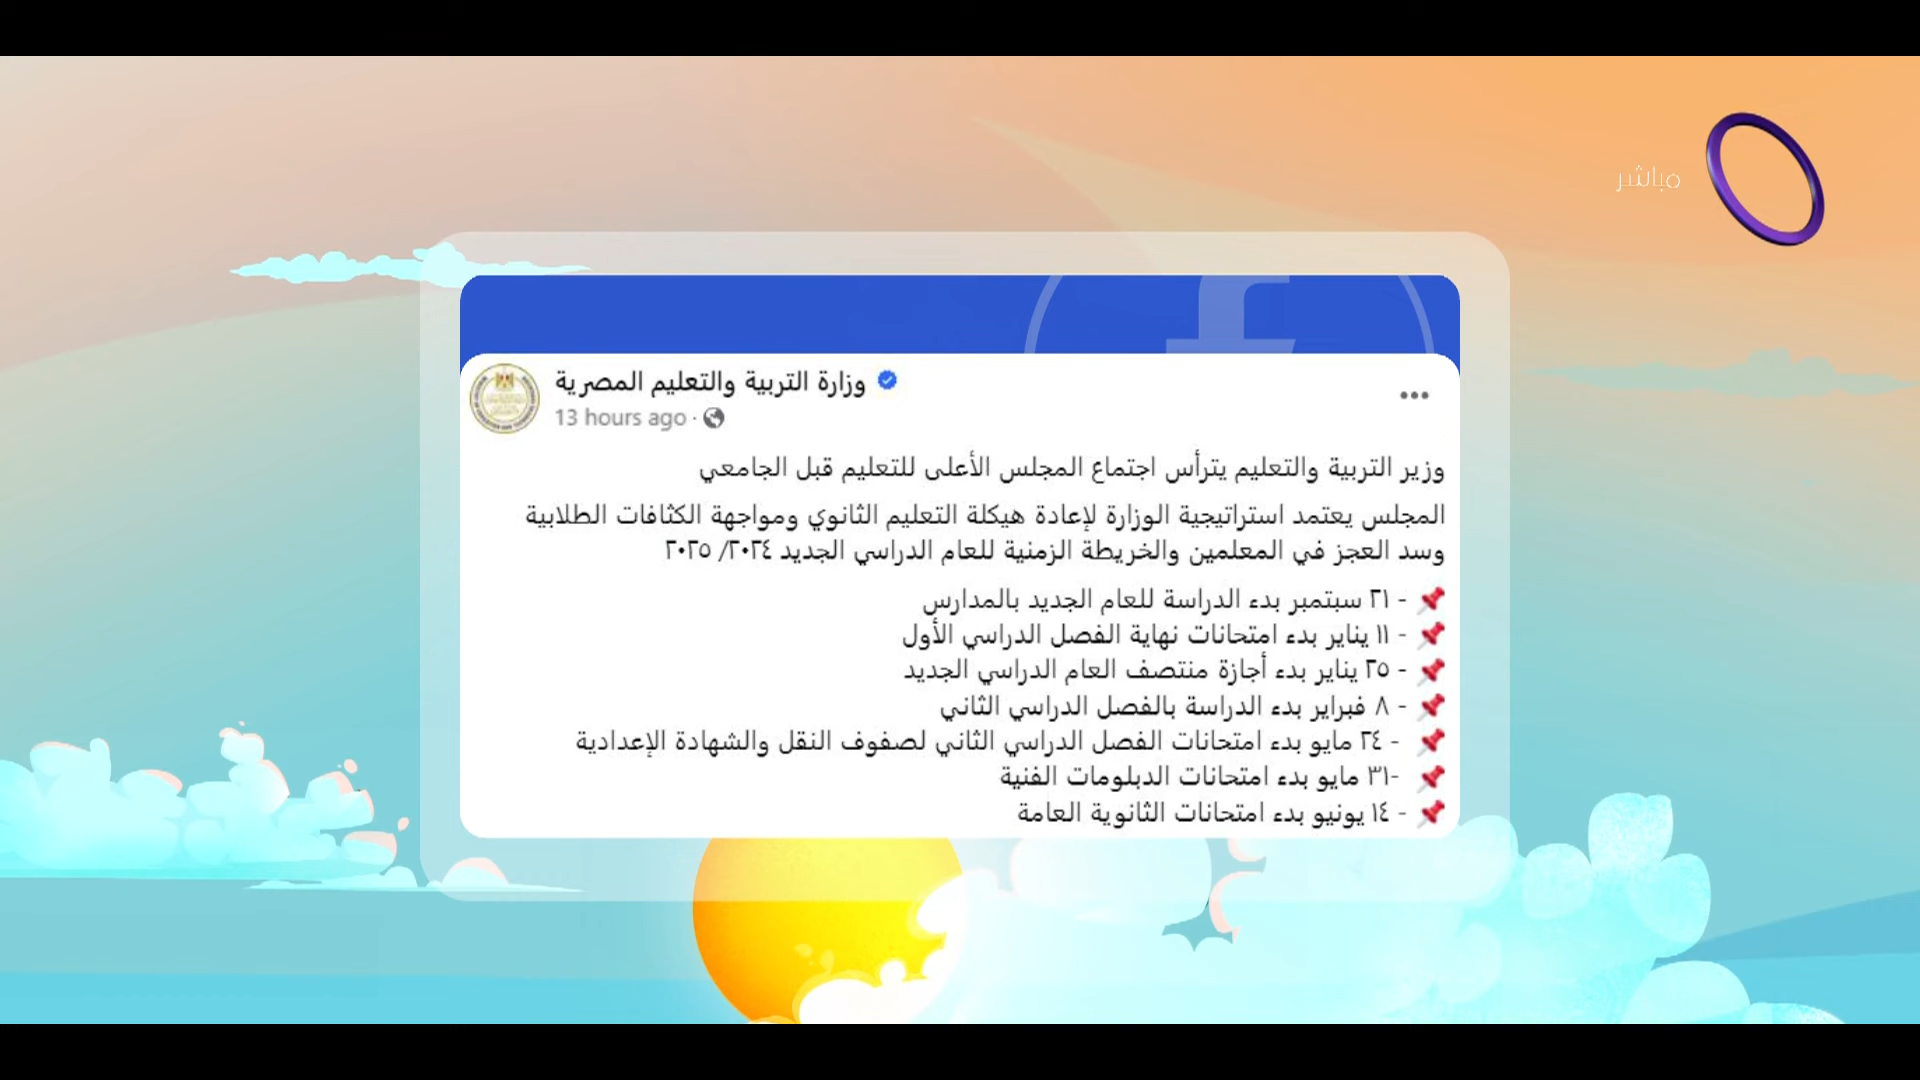 مباشر
وزارة التربية والتعليم المصرية
13 hours ago ·
وزير التربية والتعليم يترأس اجتماع المجلس الأعلى للتعليم قبل الجامعي
المجلس يعتمد استراتيجية الوزارة لإعادة هيكلة التعليم الثانوي ومواجهة الكثافات الطلابية
وسد العجز في المعلمين والخريطة الزمنية للعام الدراسي الجديد ٢٠٢٤/ ٢٠٢٥
📌 - ٢١ سبتمبر بدء الدراسة للعام الجديد بالمدارس
📌 - ١١ يناير بدء امتحانات نهاية الفصل الدراسي الأول
📌 - ٢٥ يناير بدء أجازة منتصف العام الدراسي الجديد
📌 - ٨ فبراير بدء الدراسة بالفصل الدراسي الثاني
📌 - ٢٤ مايو بدء امتحانات الفصل الدراسي الثاني لصفوف النقل والشهادة الإعدادية
📌 -٣١ مايو بدء امتحانات الدبلومات الفنية
📌 - ١٤ يونيو بدء امتحانات الثانوية العامة